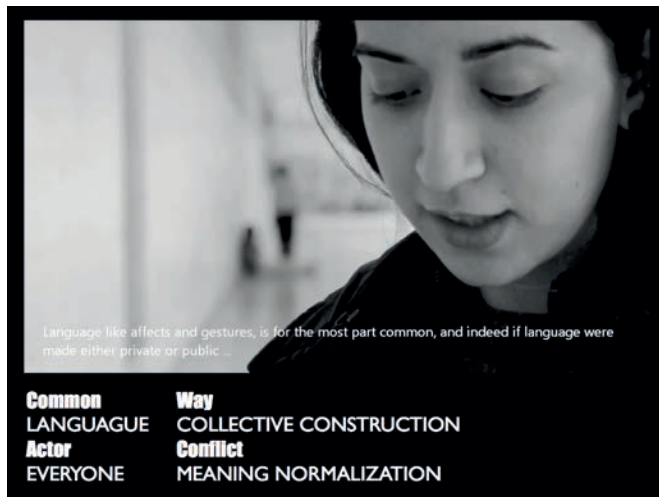 Language like affects and gestures, is for the most part common, and indeed if language were
made either private or public ...
Common Way
LANGUAGUE COLLECTIVE CONSTRUCTION
Actor Conflict
EVERYONE MEANING NORMALIZATION